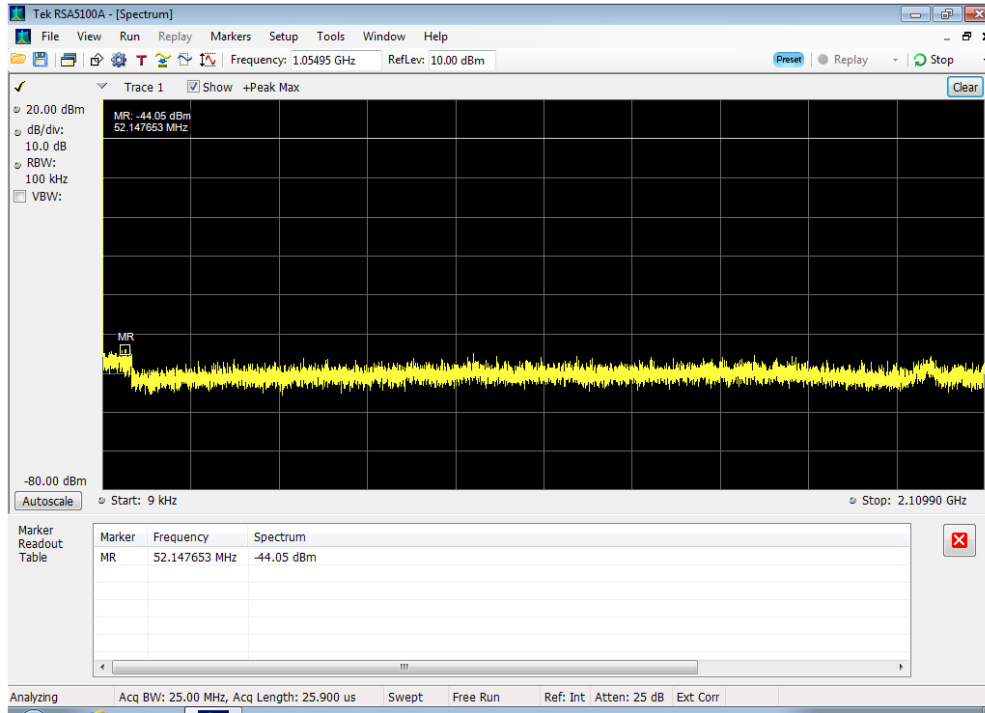 Tek RSA5100A - [Spectrum]
File View Run Replay Markers Setup Tools Window Help
T Frequency: 1.05495 GHz RefLev: 10.00 dBm Preset Replay Stop
Trace 1 Show +Peak Max Clear
20.00 dBm
dB/div:
10.0 dB
RBW:
100 kHz
VBW:
MR: -44.05 dBm
52.147653 MHz
MR
-80.00 dBm
Autoscale Start: 9 kHz Stop: 2.10990 GHz
Marker
Readout
Table
Marker Frequency Spectrum
MR 52.147653 MHz -44.05 dBm
Analyzing Acq BW: 25.00 MHz, Acq Length: 25.900 us Swept Free Run Ref: Int Atten: 25 dB Ext Corr